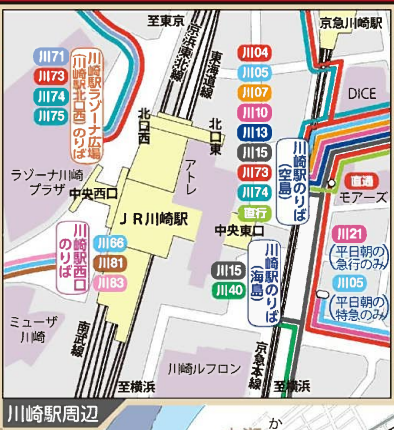 至東京
京浜東北線
東海道線
京急川崎駅
川71
川73
川74
川75
川崎駅ラゾーナ広場
(川崎駅北口西)のりば
川04
川05
川07
川10
川13
川15
川73
川74
直行
DICE
川崎駅のりば
(空島)
北口西
北口東
アトレ
ラゾーナ川崎
プラザ
中央西口
JR川崎駅
中央東口
直通
モアーズ
川崎駅西口
のりば
川66
川81
川83
川崎駅のりば
(海島)
川15
川40
川21
(平日朝の
急行のみ)
川05
(平日朝の
特急のみ)
ミューザ
川崎
南武線
至横浜
川崎ルフロン
京急本線
至横浜
川崎駅周辺
か